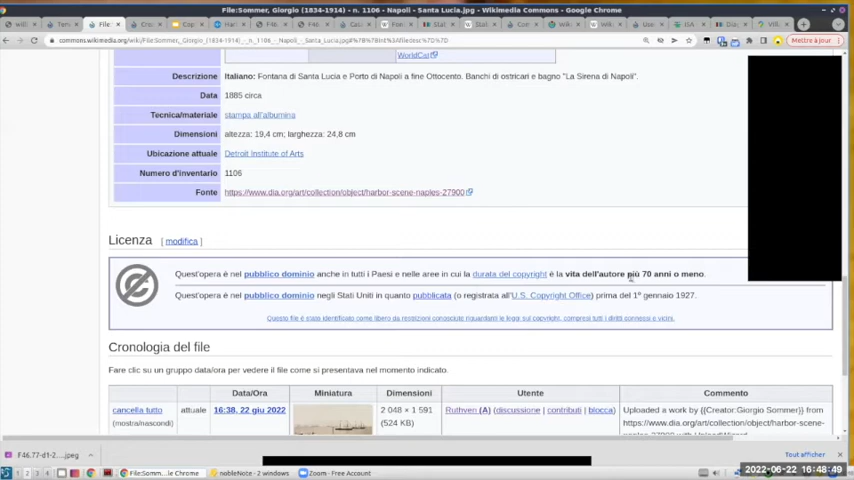 File:Sommer, Giorgio (1834-1914) - n. 1106 - Napoli - Santa Lucia.jpg - Wikimedia Commons - Google Chrome
commons.wikimedia.org/wiki/File:Sommer,_Giorgio_(1834-1914)_-_n._1106_-_Napoli_-_Santa_Lucia.jpg#%7B%7Bint%3Afiledesc%7D%7D
Mettre à jour
WorldCat
Descrizione Italiano: Fontana di Santa Lucia e Porto di Napoli a fine Ottocento. Banchi di ostricari e bagno "La Sirena di Napoli".
Data 1885 circa
Tecnica/materiale stampa all'albumina
Dimensioni altezza: 19,4 cm; larghezza: 24,8 cm
Ubicazione attuale Detroit Institute of Arts
Numero d'inventario 1106
Fonte https://www.dia.org/art/collection/object/harbor-scene-naples-27900
Licenza [ modifica ]
Quest'opera è nel pubblico dominio anche in tutti i Paesi e nelle aree in cui la durata del copyright è la vita dell'autore più 70 anni o meno.
Quest'opera è nel pubblico dominio negli Stati Uniti in quanto pubblicata (o registrata all'U.S. Copyright Office) prima del 1º gennaio 1927.
Questo file è stato identificato come libero da restrizioni conosciute riguardanti le leggi sul copyright, compresi tutti i diritti connessi e vicini.
Cronologia del file
Fare clic su un gruppo data/ora per vedere il file come si presentava nel momento indicato.
Data/Ora Miniatura Dimensioni Utente Commento
cancella tutto attuale 16:38, 22 giu 2022 2 048 × 1 591 Ruthven (A) (discussione | contributi | blocca) Uploaded a work by {{Creator:Giorgio Sommer}} from
(mostra/nascondi) (524 KB) https://www.dia.org/art/collection/object/harbor-scene-
F46.77-d1-2....jpeg
Tout afficher
1 2 3 4 File:Somm...le Chrome nobleNote - 2 windows Zoom - Free Account
2022-06-22 16:48:49